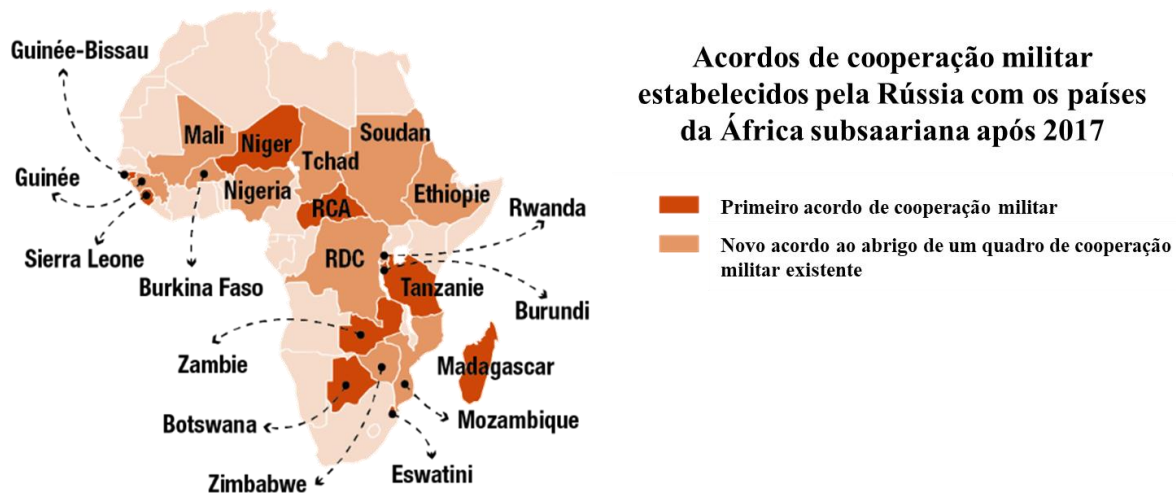 Guinée-Bissau
Mali
Niger
Soudan
Tchad
Guinée
Nigeria
Ethiopie
RCA
Rwanda
Sierra Leone
RDC
Burkina Faso
Tanzanie
Burundi
Zambie
Madagascar
Botswana
Mozambique
Zimbabwe
Eswatini
Acordos de cooperação militar
estabelecidos pela Rússia com os países
da África subsaariana após 2017
Primeiro acordo de cooperação militar
Novo acordo ao abrigo de um quadro de cooperação
militar existente